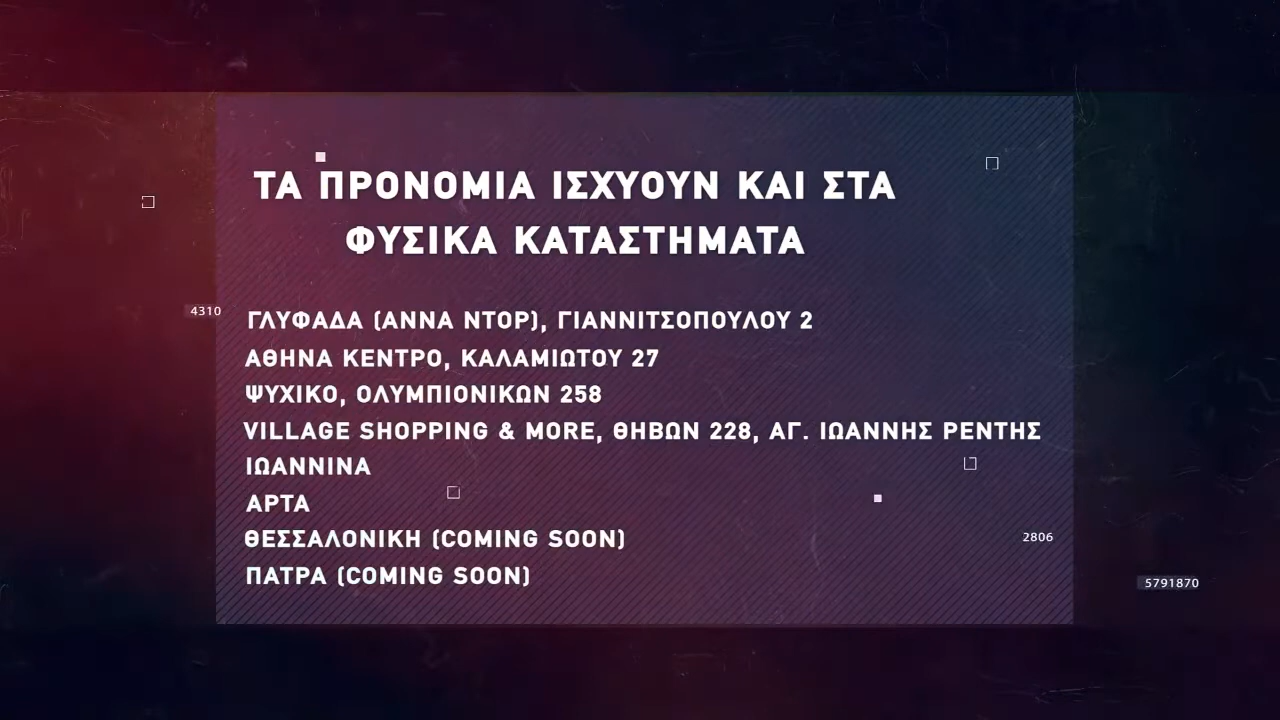 ΤΑ ΠΡΟΝΟΜΙΑ ΙΣΧΥΟΥΝ ΚΑΙ ΣΤΑ
ΦΥΣΙΚΑ ΚΑΤΑΣΤΗΜΑΤΑ
4310
ΓΛΥΦΑΔΑ (ΑΝΝΑ ΝΤΟΡ), ΓΙΑΝΝΙΤΣΟΠΟΥΛΟΥ 2
ΑΘΗΝΑ ΚΕΝΤΡΟ, ΚΑΛΑΜΙΩΤΟΥ 27
ΨΥΧΙΚΟ, ΟΛΥΜΠΙΟΝΙΚΩΝ 258
VILLAGE SHOPPING & MORE, ΘΗΒΩΝ 228, ΑΓ. ΙΩΑΝΝΗΣ ΡΕΝΤΗΣ
ΙΩΑΝΝΙΝΑ
ΑΡΤΑ
ΘΕΣΣΑΛΟΝΙΚΗ (COMING SOON)
2806
ΠΑΤΡΑ (COMING SOON)
5791870